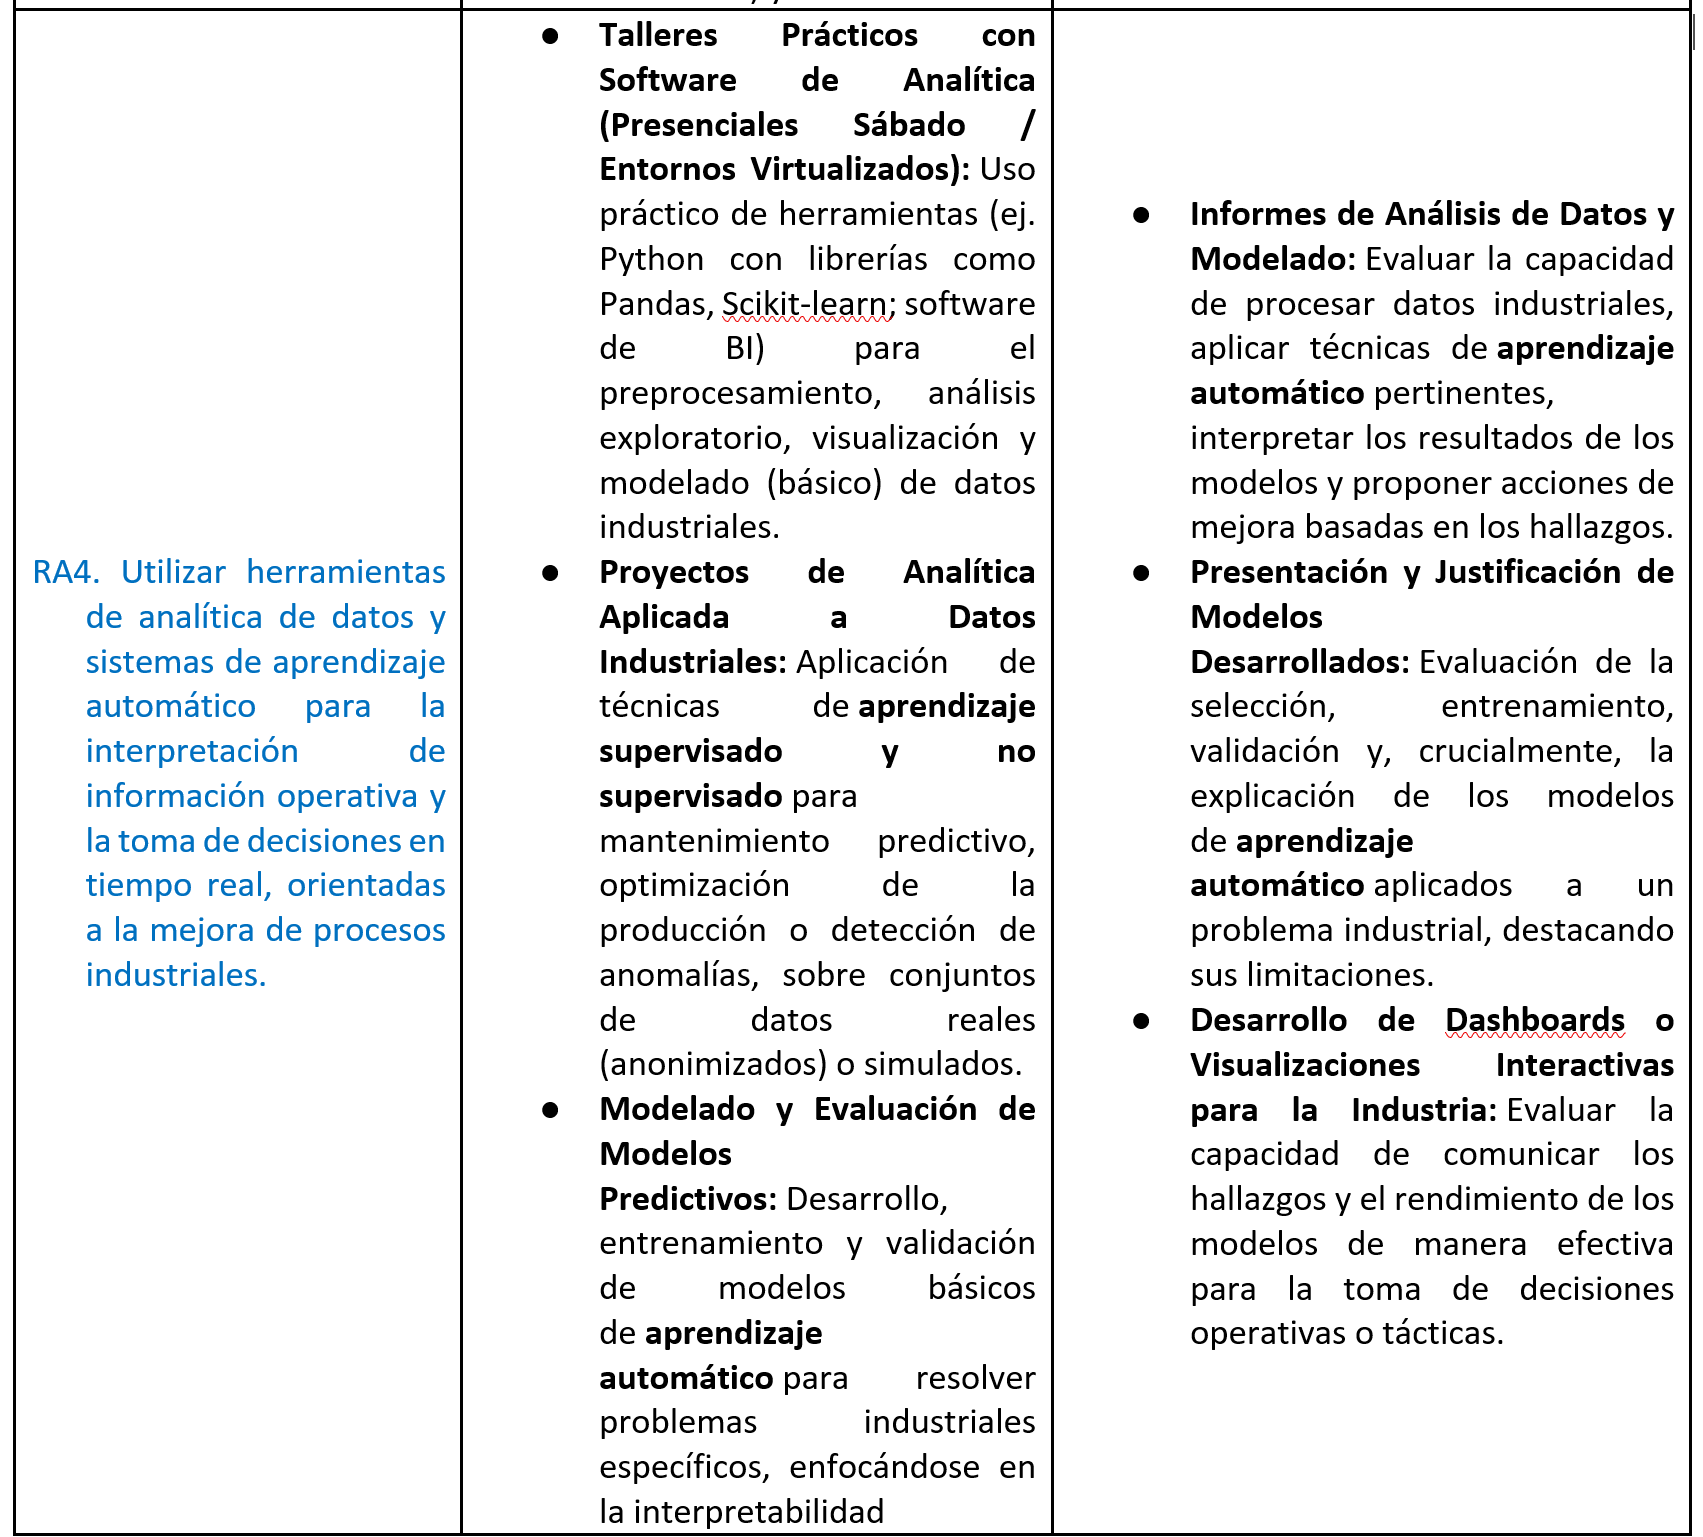 RA4. Utilizar herramientas
de analítica de datos y
sistemas de aprendizaje
automático para la
interpretación de
información operativa y
la toma de decisiones en
tiempo real, orientadas
a la mejora de procesos
industriales.
● Talleres Prácticos con
Software de Analítica
(Presenciales Sábado /
Entornos Virtualizados): Uso
práctico de herramientas (ej.
Python con librerías como
Pandas, Scikit-learn; software
de BI) para el
preprocesamiento, análisis
exploratorio, visualización y
modelado (básico) de datos
industriales.
● Proyectos de Analítica
Aplicada a Datos
Industriales: Aplicación de
técnicas de aprendizaje
supervisado y no
supervisado para
mantenimiento predictivo,
optimización de la
producción o detección de
anomalías, sobre conjuntos
de datos reales
(anonimizados) o simulados.
● Modelado y Evaluación de
Modelos
Predictivos: Desarrollo,
entrenamiento y validación
de modelos básicos
de aprendizaje
automático para resolver
problemas industriales
específicos, enfocándose en
la interpretabilidad
● Informes de Análisis de Datos y
Modelado: Evaluar la capacidad
de procesar datos industriales,
aplicar técnicas de aprendizaje
automático pertinentes,
interpretar los resultados de los
modelos y proponer acciones de
mejora basadas en los hallazgos.
● Presentación y Justificación de
Modelos
Desarrollados: Evaluación de la
selección, entrenamiento,
validación y, crucialmente, la
explicación de los modelos
de aprendizaje
automático aplicados a un
problema industrial, destacando
sus limitaciones.
● Desarrollo de Dashboards o
Visualizaciones Interactivas
para la Industria: Evaluar la
capacidad de comunicar los
hallazgos y el rendimiento de los
modelos de manera efectiva
para la toma de decisiones
operativas o tácticas.